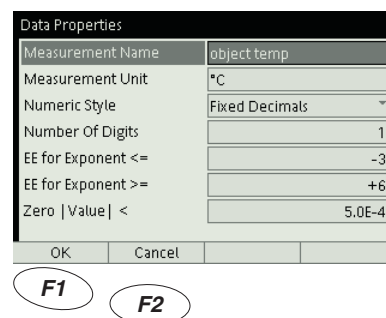 Data Properties
Measurement Name object temp
Measurement Unit °C
Numeric Style Fixed Decimals
Number Of Digits 1
EE for Exponent <= -3
EE for Exponent >= +6
Zero |Value| < 5.0E-4
OK Cancel
F1
F2